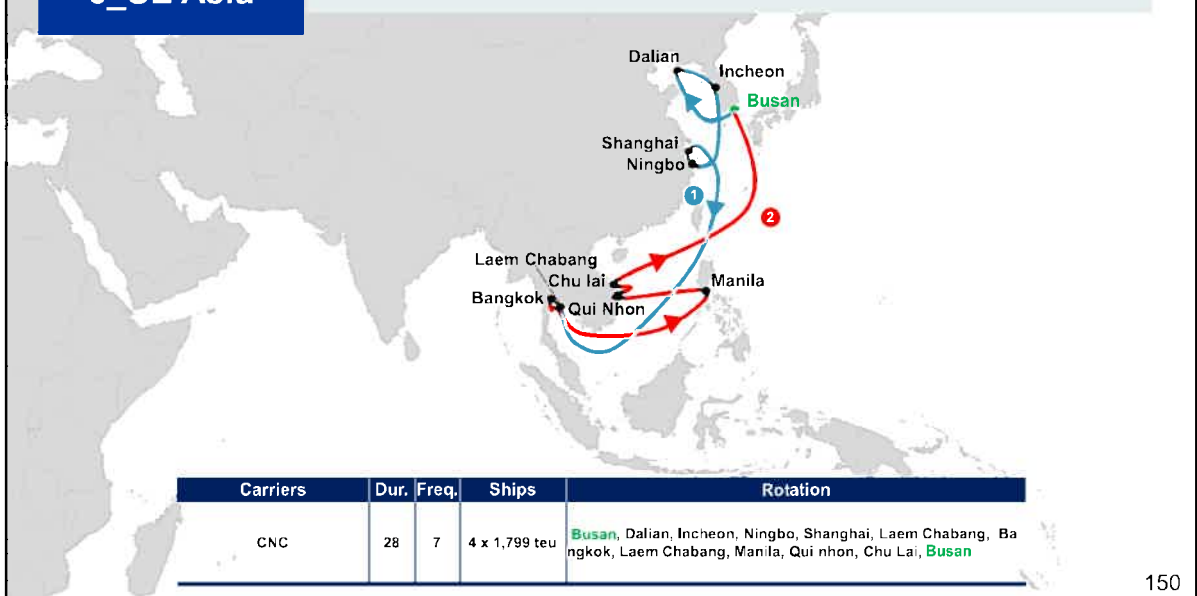 Dalian
Incheon
Busan
Shanghai
Ningbo
1
2
Laem Chabang
Chu lai
Manila
Bangkok
Qui Nhon
Carriers Dur. Freq. Ships Rotation
CNC 28 7 4 x 1,799 teu Busan, Dalian, Incheon, Ningbo, Shanghai, Laem Chabang, Ba
ngkok, Laem Chabang, Manila, Qui nhon, Chu Lai, Busan
150